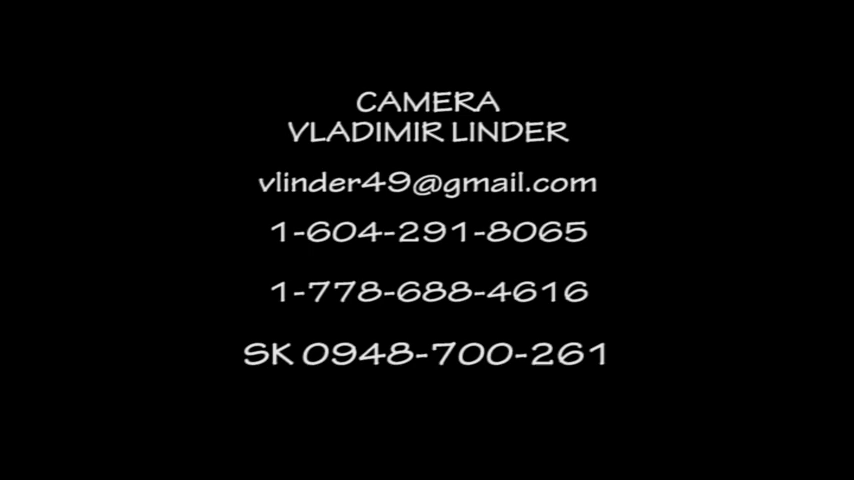 CAMERA
VLADIMIR LINDER
vlinder49@gmail.com
1-604-291-8065
1-778-688-4616
SK 0948-700-261